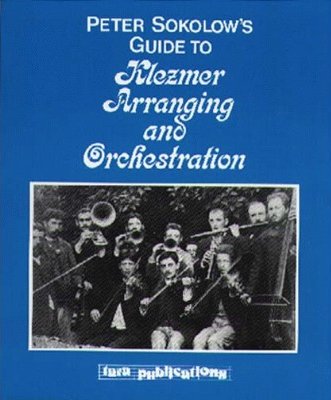 PETER SOKOLOW'S
GUIDE TO
Klezmer
Arranging
and
Orchestration
tara publications